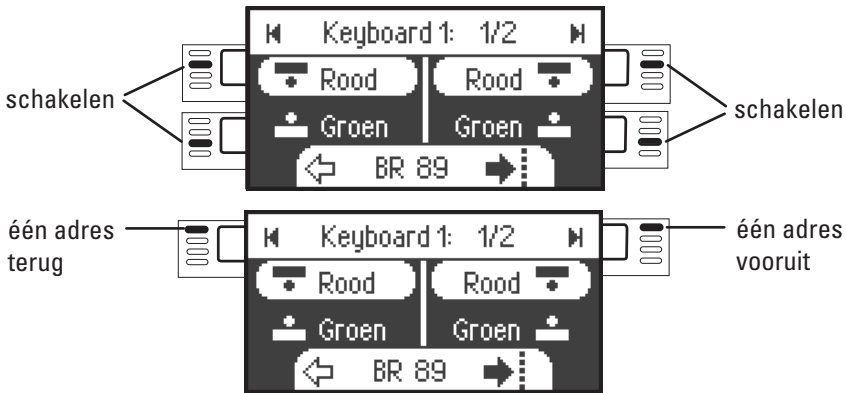 Keyboard 1: 1/2
Rood Rood
schakelen
schakelen
Groen Groen
BR 89
één adres
terug
Keyboard 1: 1/2
één adres
vooruit
Rood Rood
Groen Groen
BR 89